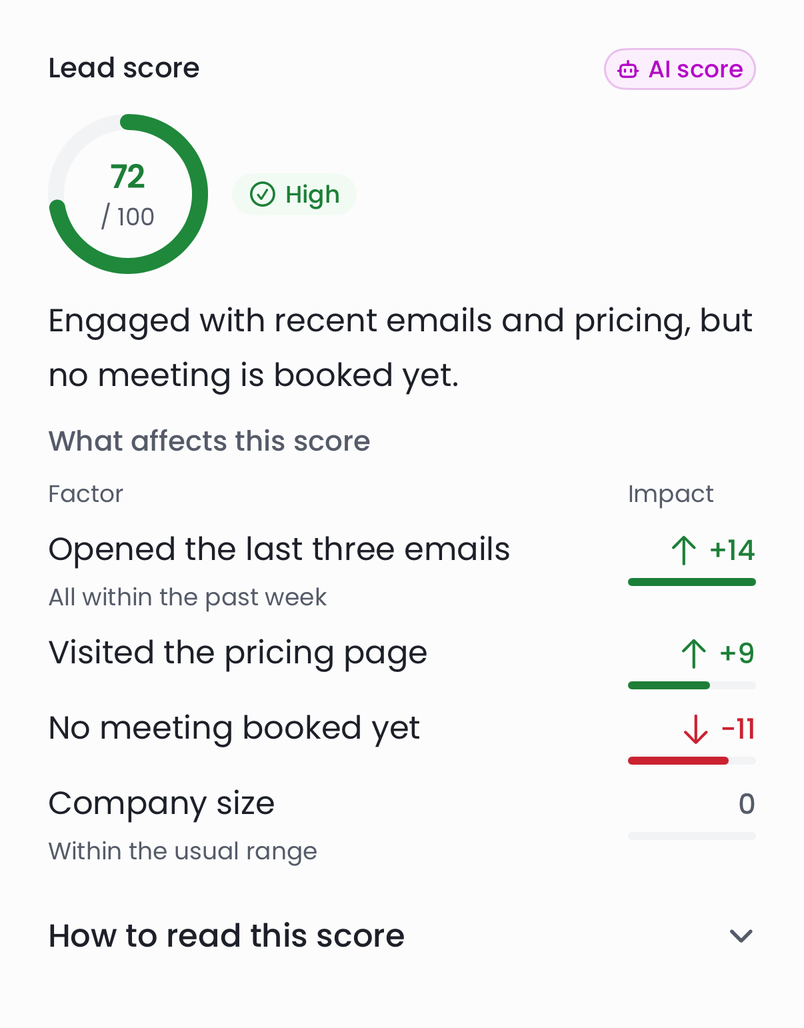 Lead score
AI score
72
/ 100
High
Engaged with recent emails and pricing, but
no meeting is booked yet.
What affects this score
Factor
Impact
Opened the last three emails
+14
All within the past week
Visited the pricing page
+9
No meeting booked yet
−11
Company size
0
Within the usual range
How to read this score